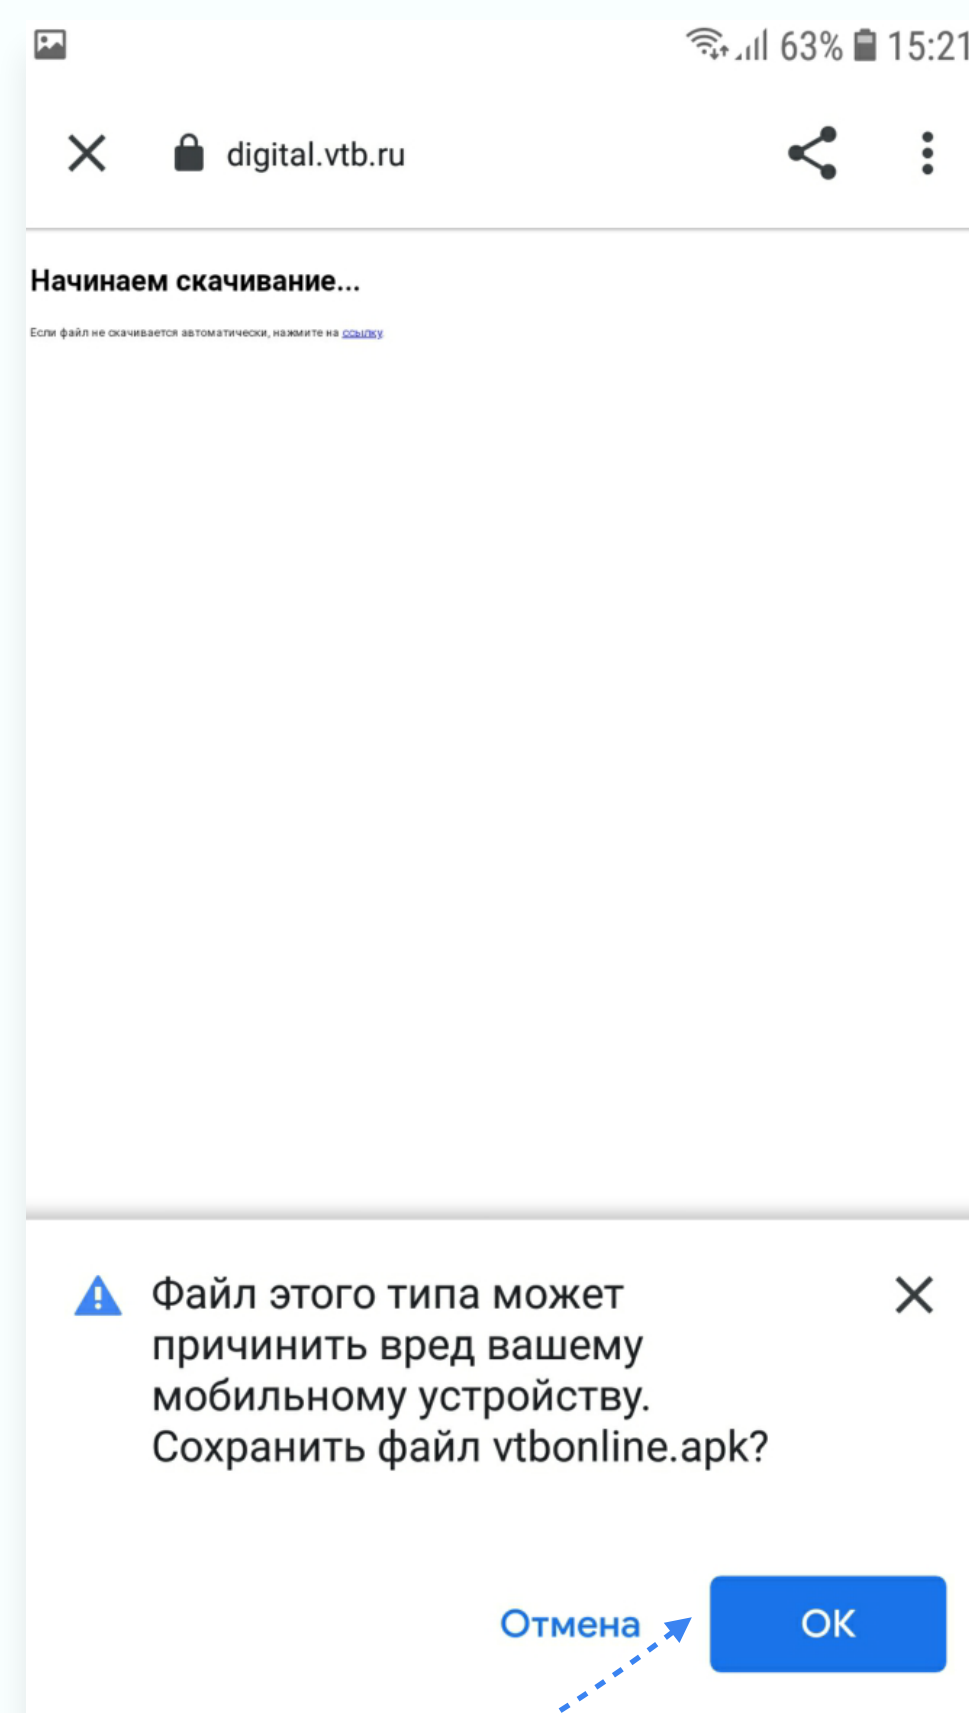 63% 15:21
digital.vtb.ru
Начинаем скачивание...
Если файл не скачивается автоматически, нажмите на ссылку.
Файл этого типа может
причинить вред вашему
мобильному устройству.
Сохранить файл vtbonline.apk?
Отмена
ОК